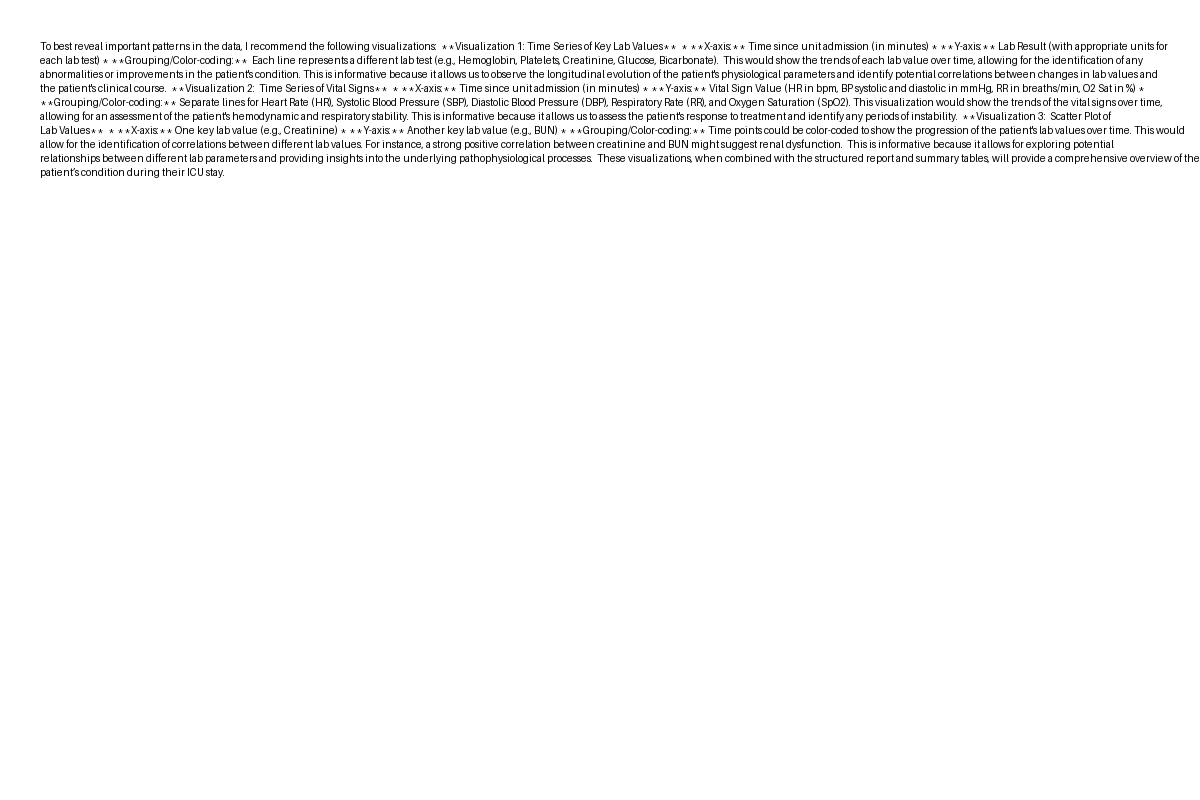 To best reveal important patterns in the data, I recommend the following visualizations:  **Visualization 1: Time Series of Key Lab Values**  * **X-axis:** Time since unit admission (in minutes) * **Y-axis:** Lab Result (with appropriate units for
each lab test) * **Grouping/Color-coding:**  Each line represents a different lab test (e.g., Hemoglobin, Platelets, Creatinine, Glucose, Bicarbonate).  This would show the trends of each lab value over time, allowing for the identification of any
abnormalities or improvements in the patient's condition. This is informative because it allows us to observe the longitudinal evolution of the patient's physiological parameters and identify potential correlations between changes in lab values and
the patient's clinical course.  **Visualization 2:  Time Series of Vital Signs**  * **X-axis:** Time since unit admission (in minutes) * **Y-axis:** Vital Sign Value (HR in bpm, BP systolic and diastolic in mmHg, RR in breaths/min, O2 Sat in %) *
**Grouping/Color-coding:** Separate lines for Heart Rate (HR), Systolic Blood Pressure (SBP), Diastolic Blood Pressure (DBP), Respiratory Rate (RR), and Oxygen Saturation (SpO2). This visualization would show the trends of the vital signs over time,
allowing for an assessment of the patient's hemodynamic and respiratory stability. This is informative because it allows us to assess the patient's response to treatment and identify any periods of instability.  **Visualization 3:  Scatter Plot of
Lab Values**  * **X-axis:** One key lab value (e.g., Creatinine) * **Y-axis:** Another key lab value (e.g., BUN) * **Grouping/Color-coding:** Time points could be color-coded to show the progression of the patient's lab values over time. This would
allow for the identification of correlations between different lab values. For instance, a strong positive correlation between creatinine and BUN might suggest renal dysfunction.  This is informative because it allows for exploring potential
relationships between different lab parameters and providing insights into the underlying pathophysiological processes.  These visualizations, when combined with the structured report and summary tables, will provide a comprehensive overview of the
patient's condition during their ICU stay.